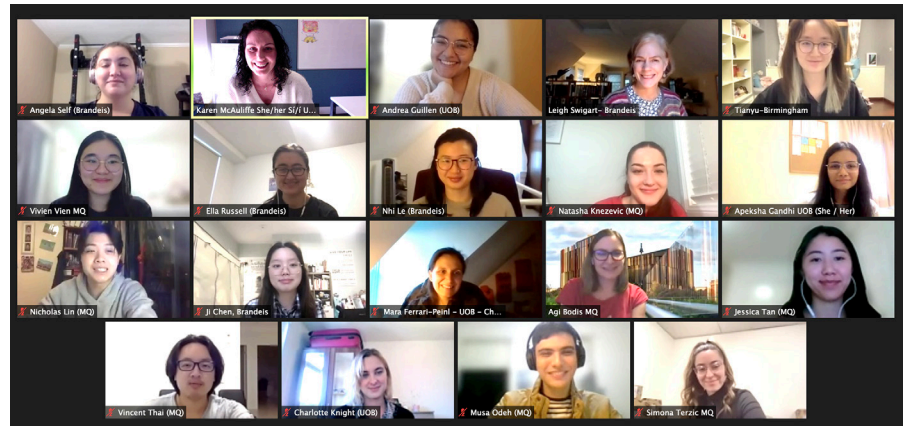 Angela Self (Brandeis)
Karen McAuliffe She/her Sí/í U...
Andrea Guillen (UOB)
Leigh Swigart- Brandeis
Tianyu-Birmingham
Vivien Vien MQ
Ella Russell (Brandeis)
Nhi Le (Brandeis)
Natasha Knezevic (MQ)
Apeksha Gandhi UOB (She / Her)
Nicholas Lin (MQ)
Ji Chen, Brandeis
Mara Ferrari-Peinl - UOB - Ch...
Agi Bodis MQ
Jessica Tan (MQ)
Vincent Thai (MQ)
Charlotte Knight (UOB)
Musa Odeh (MQ)
Simona Terzic MQ